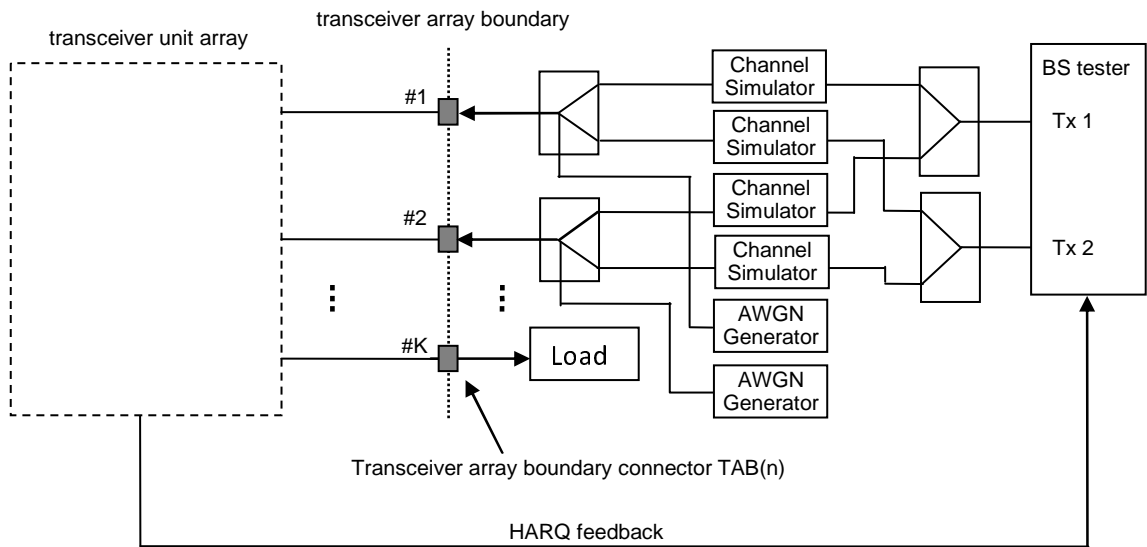 transceiver array boundary
transceiver unit array
#1
Channel
Simulator
BS tester
Tx 1
Channel
Simulator
Channel
Simulator
#2
Channel
Simulator
Tx 2
AWGN
Generator
#K
Load
AWGN
Generator
Transceiver array boundary connector TAB(n)
HARQ feedback